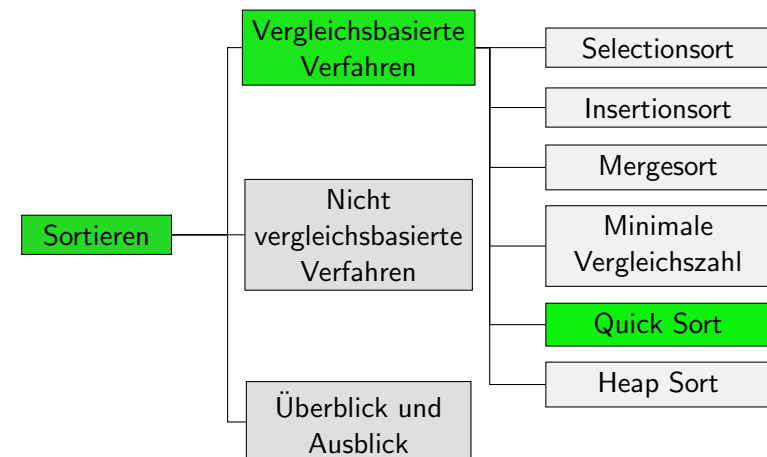 Sortieren
Vergleichsbasierte
Verfahren
Selectionsort
Insertionsort
Mergesort
Minimale
Vergleichszahl
Quick Sort
Heap Sort
Nicht
vergleichsbasierte
Verfahren
Überblick und
Ausblick